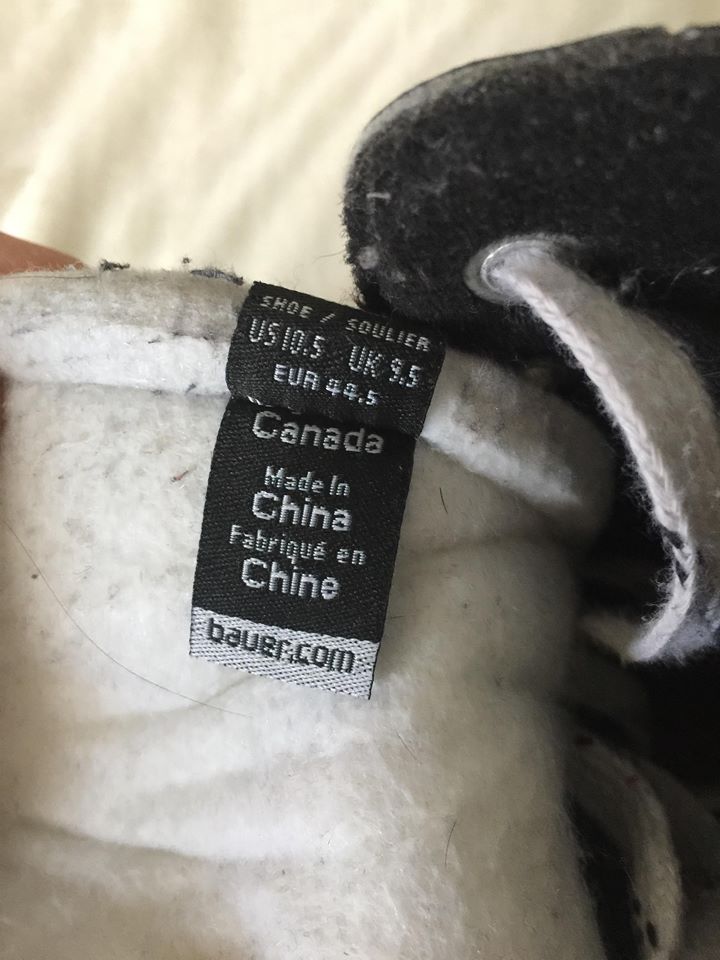 SHOE / SOULIER
US 10.5 UK 9.5
EUR 44.5
Canada
Made In
China
Fabriqué en
Chine
bauer.com